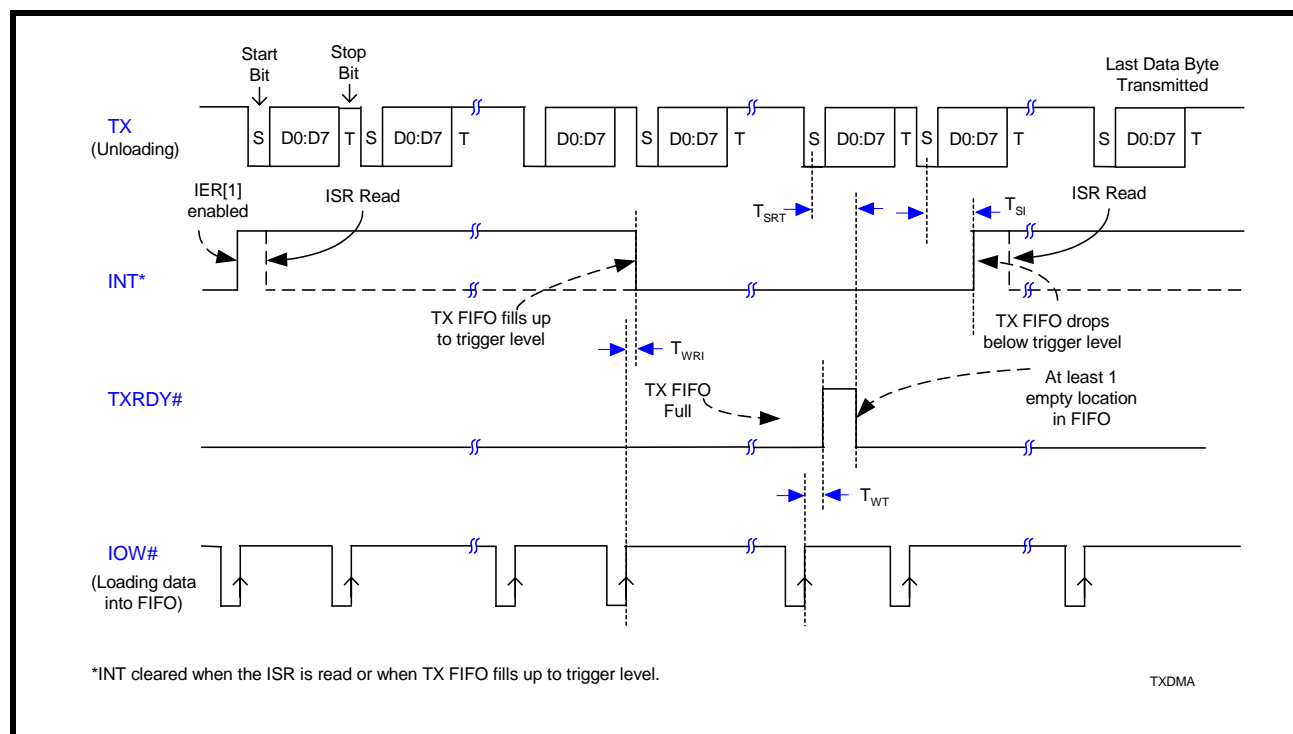 Start
Bit
Stop
Bit
Last Data Byte
Transmitted
TX
(Unloading)
S D0:D7 T S D0:D7 T D0:D7 S D0:D7 T S D0:D7 T S D0:D7 T S D0:D7 T
IER[1]
enabled
ISR Read
TSRT
TSI
ISR Read
INT*
TX FIFO fills up
to trigger level
TX FIFO drops
below trigger level
TWRI
TXRDY#
TX FIFO
Full
At least 1
empty location
in FIFO
TWT
IOW#
(Loading data
into FIFO)
*INT cleared when the ISR is read or when TX FIFO fills up to trigger level.
TXDMA